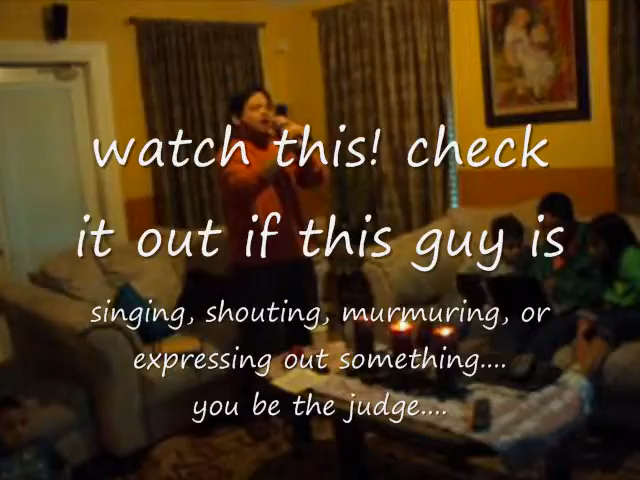 watch this! check
it out if this guy is
singing, shouting, murmuring, or
expressing out something....
you be the judge....